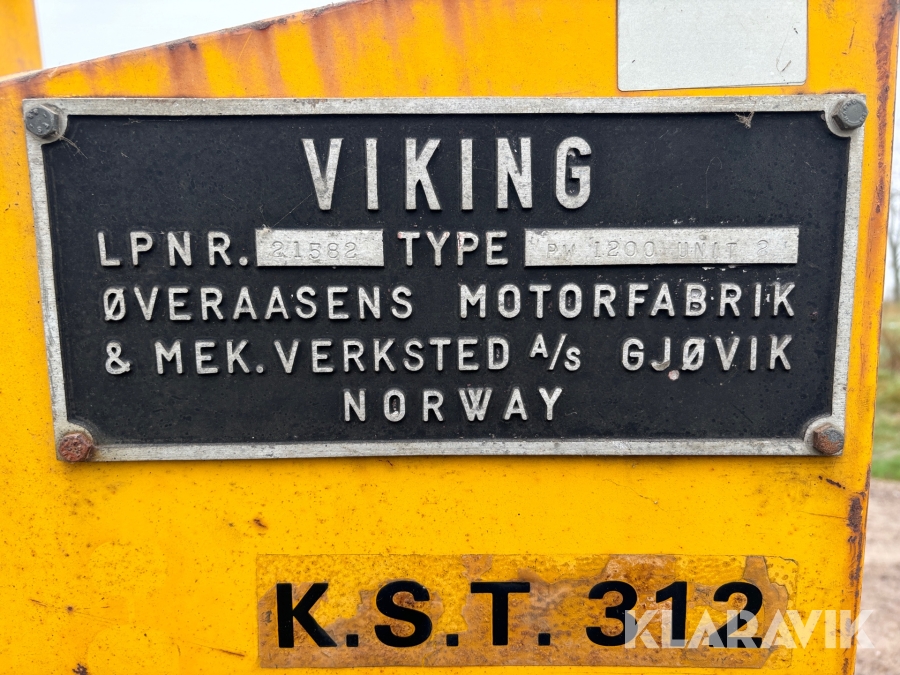 VIKING
LPNR. 21582 TYPE PW 1200 UNIT 2
ØVERAASENS MOTORFABRIK
& MEK. VERKSTED A/S GJØVIK
NORWAY
K.S.T. 312
KLARAVIK